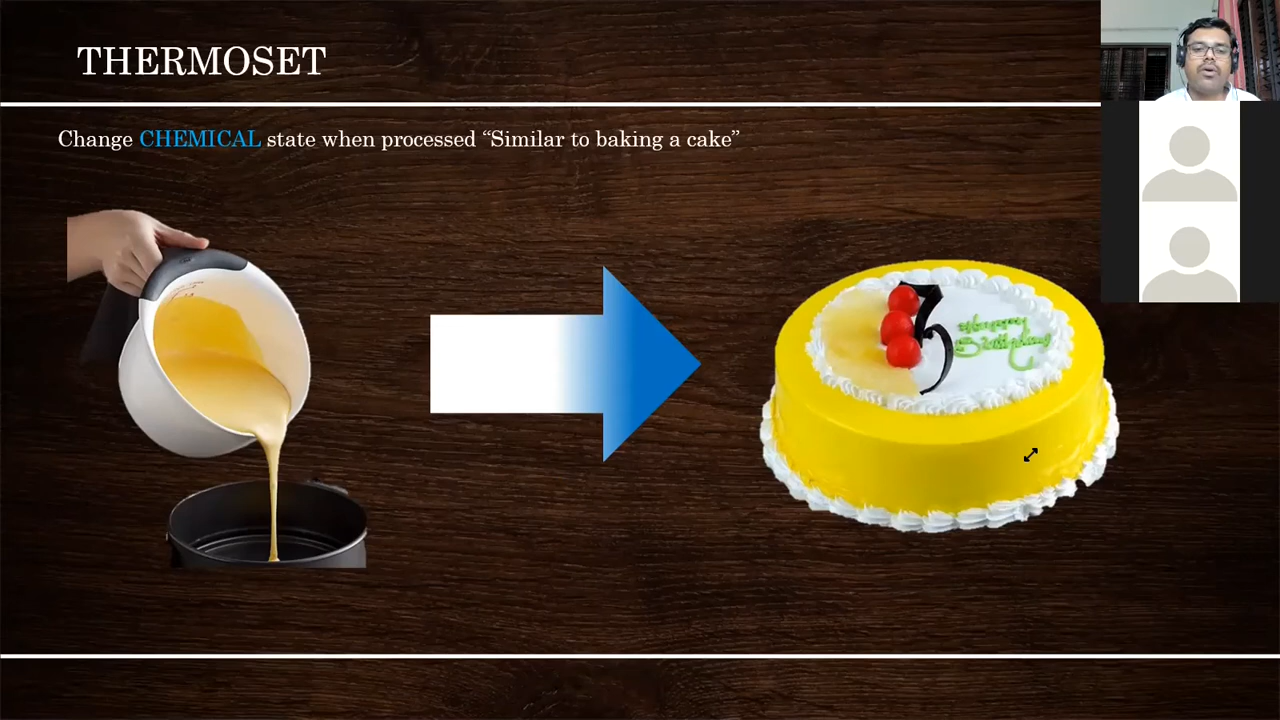 THERMOSET
Change CHEMICAL state when processed “Similar to baking a cake”
Happy
Birthday